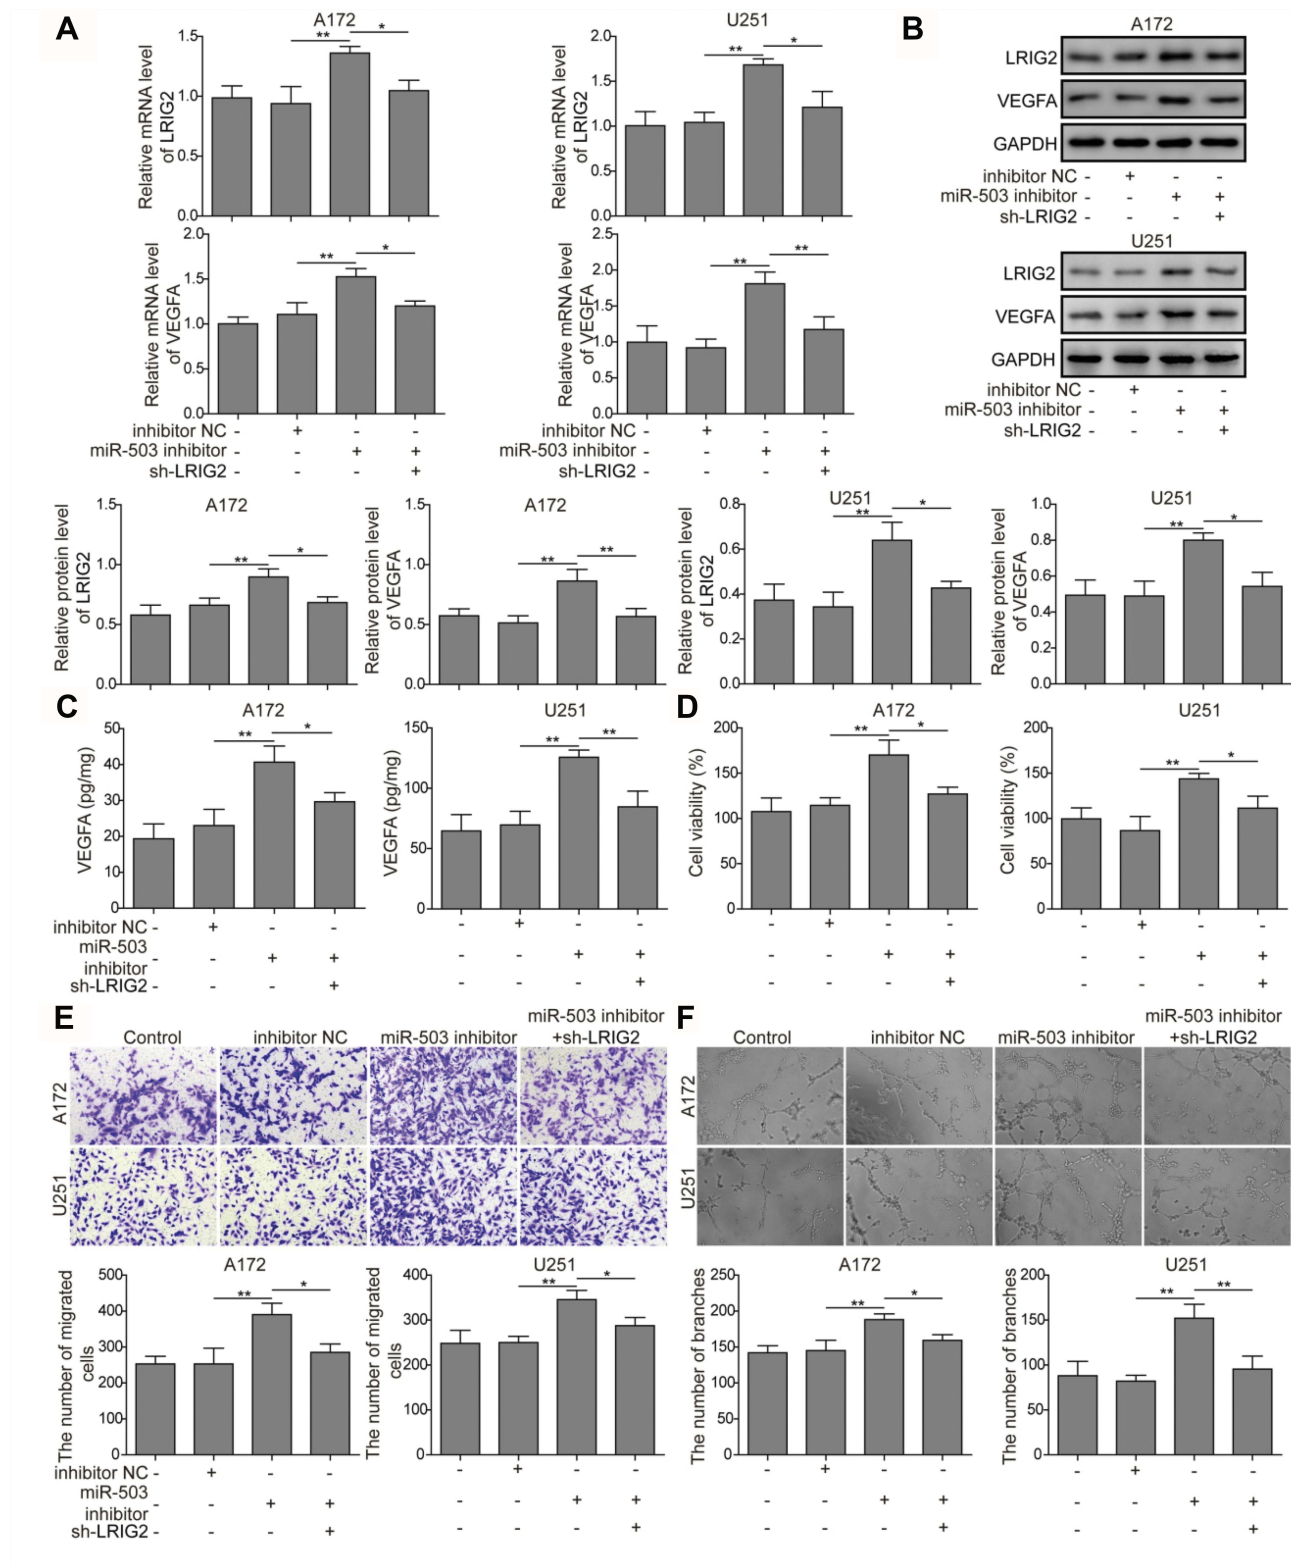 A
A172
1.5
1.0
0.5
0.0
Relative mRNA level
of LRIG2
**
*
U251
2.0
1.5
1.0
0.5
0.0
Relative mRNA level
of LRIG2
**
*
2.0
1.5
1.0
0.5
0.0
Relative mRNA level
of VEGFA
**
*
2.5
2.0
1.5
1.0
0.5
0.0
Relative mRNA level
of VEGFA
**
**
inhibitor NC - + - -
miR-503 inhibitor - - + +
sh-LRIG2 - - - +
inhibitor NC - + - -
miR-503 inhibitor - - + +
sh-LRIG2 - - - +
B
A172
LRIG2
VEGFA
GAPDH
inhibitor NC - + - -
miR-503 inhibitor - - + +
sh-LRIG2 - - - +
U251
LRIG2
VEGFA
GAPDH
inhibitor NC - + - -
miR-503 inhibitor - - + +
sh-LRIG2 - - - +
A172
1.5
1.0
0.5
0.0
Relative protein level
of LRIG2
**
*
A172
1.5
1.0
0.5
0.0
Relative protein level
of VEGFA
**
**
U251
0.8
0.6
0.4
0.2
0.0
Relative protein level
of LRIG2
**
*
U251
1.0
0.8
0.6
0.4
0.2
0.0
Relative protein level
of VEGFA
**
*
C
A172
50
40
30
20
10
0
VEGFA (pg/mg)
**
*
U251
150
100
50
0
VEGFA (pg/mg)
**
**
inhibitor NC - + - -
miR-503
inhibitor - - + +
sh-LRIG2 - - - +
- + - -
- - + +
- - - +
D
A172
200
150
100
50
0
Cell viability (%)
**
*
U251
200
150
100
50
0
Cell viability (%)
**
*
- + - -
- - + +
- - - +
- + - -
- - + +
- - - +
E
Control
inhibitor NC
miR-503 inhibitor
miR-503 inhibitor
+sh-LRIG2
A172
U251
A172
500
400
300
200
100
0
The number of migrated
cells
**
*
U251
400
300
200
100
0
The number of migrated
cells
**
*
inhibitor NC - + - -
miR-503
inhibitor - - + +
sh-LRIG2 - - - +
- + - -
- - + +
- - - +
F
Control
inhibitor NC
miR-503 inhibitor
miR-503 inhibitor
+sh-LRIG2
A172
U251
A172
250
200
150
100
50
0
The number of branches
**
*
U251
200
150
100
50
0
The number of branches
**
**
- + - -
- - + +
- - - +
- + - -
- - + +
- - - +